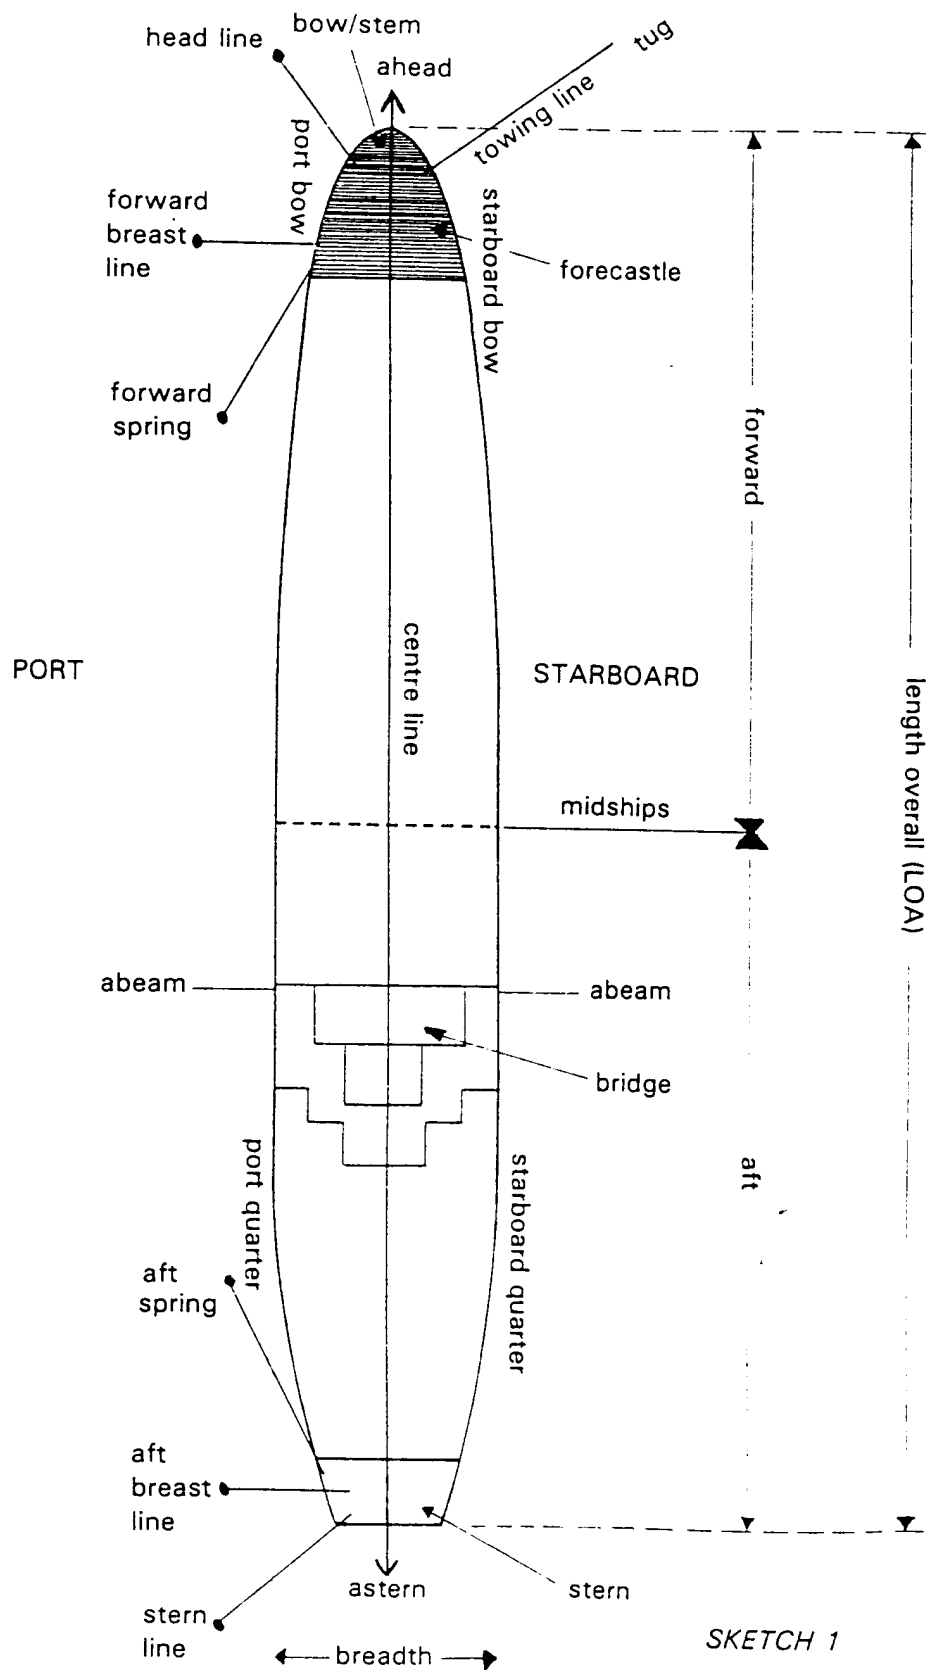 bow/stem
head line
tug
ahead
towing line
port bow
forward
breast
line
starboard bow
forecastle
forward
spring
forward
centre line
PORT
STARBOARD
length overall (LOA)
midships
abeam
abeam
bridge
port quarter
starboard quarter
aft
aft
spring
aft
breast
line
astern
stern
stern
line
breadth
SKETCH 1